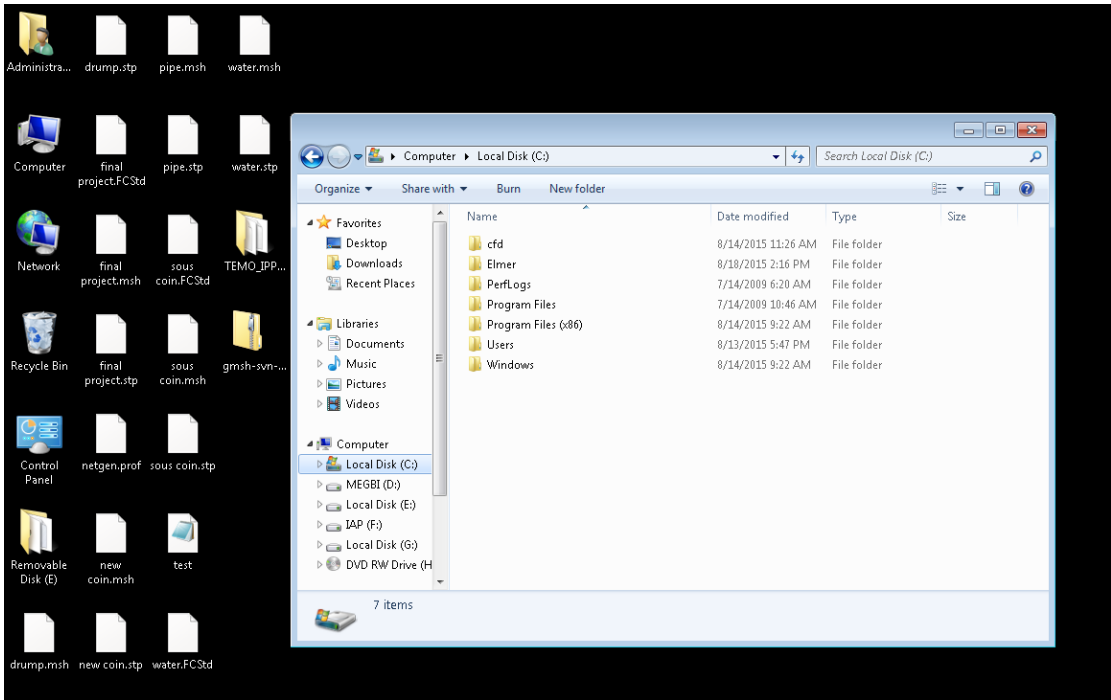 Administra...
drump.stp
pipe.msh
water.msh
Computer
final
project.FCStd
pipe.stp
water.stp
Network
final
project.msh
sous
coin.FCStd
TEMO_IPP...
Recycle Bin
final
project.stp
sous
coin.msh
gmsh-svn-...
Control
Panel
netgen.prof
sous coin.stp
Removable
Disk (E)
new
coin.msh
test
drump.msh
new coin.stp
water.FCStd
Computer Local Disk (C:)
Search Local Disk (C:)
Organize Share with Burn New folder
Favorites
Desktop
Downloads
Recent Places
Libraries
Documents
Music
Pictures
Videos
Computer
Local Disk (C:)
MEGBI (D:)
Local Disk (E:)
IAP (F:)
Local Disk (G:)
DVD RW Drive (H
Name Date modified Type Size
cfd 8/14/2015 11:26 AM File folder
Elmer 8/18/2015 2:16 PM File folder
PerfLogs 7/14/2009 6:20 AM File folder
Program Files 7/14/2009 10:46 AM File folder
Program Files (x86) 8/14/2015 9:22 AM File folder
Users 8/13/2015 5:47 PM File folder
Windows 8/14/2015 9:22 AM File folder
7 items